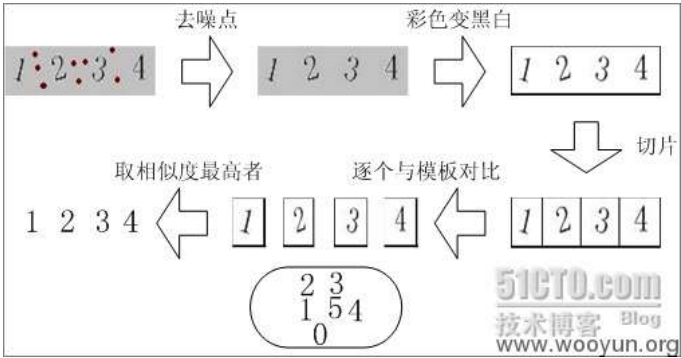 去噪点 彩色变黑白
1 2 3 4 1 2 3 4 1 2 3 4
切片
取相似度最高者 逐个与模板对比
1 2 3 4 1 2 3 4 1 2 3 4
2 3
1 5 4
0
51CTO.com
技术博客 Blog
www.wooyun.org